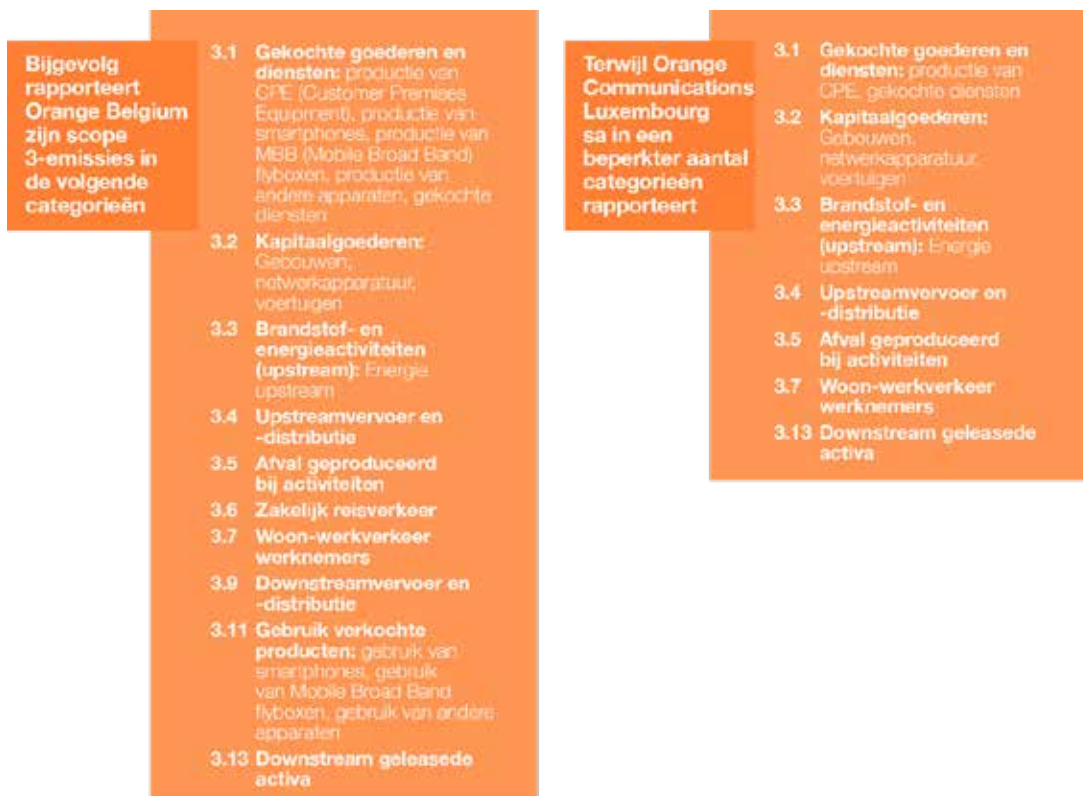 Bijgevolg
rapporteert
Orange Belgium
zijn scope
3-emissies in
de volgende
categorieën
3.1 Gekochte goederen en
diensten: productie van
CPE (Customer Premises
Equipment), productie van
smartphones, productie van
MBB (Mobile Broad Band)
flyboxen, productie van
andere apparaten, gekochte
diensten
3.2 Kapitaalgoederen:
Gebouwen,
netwerkapparatuur,
voertuigen
3.3 Brandstof- en
energieactiviteiten
(upstream): Energie
upstream
3.4 Upstreamvervoer en
-distributie
3.5 Afval geproduceerd
bij activiteiten
3.6 Zakelijk reisverkeer
3.7 Woon-werkverkeer
werknemers
3.9 Downstreamvervoer en
-distributie
3.11 Gebruik verkochte
producten: gebruik van
smartphones, gebruik
van Mobile Broad Band
flyboxen, gebruik van andere
apparaten
3.13 Downstream geleasede
activa
Terwijl Orange
Communications
Luxembourg
sa in een
beperkter aantal
categorieën
rapporteert
3.1 Gekochte goederen en
diensten: productie van
CPE, gekochte diensten
3.2 Kapitaalgoederen:
Gebouwen,
netwerkapparatuur,
voertuigen
3.3 Brandstof- en
energieactiviteiten
(upstream): Energie
upstream
3.4 Upstreamvervoer en
-distributie
3.5 Afval geproduceerd
bij activiteiten
3.7 Woon-werkverkeer
werknemers
3.13 Downstream geleasede
activa